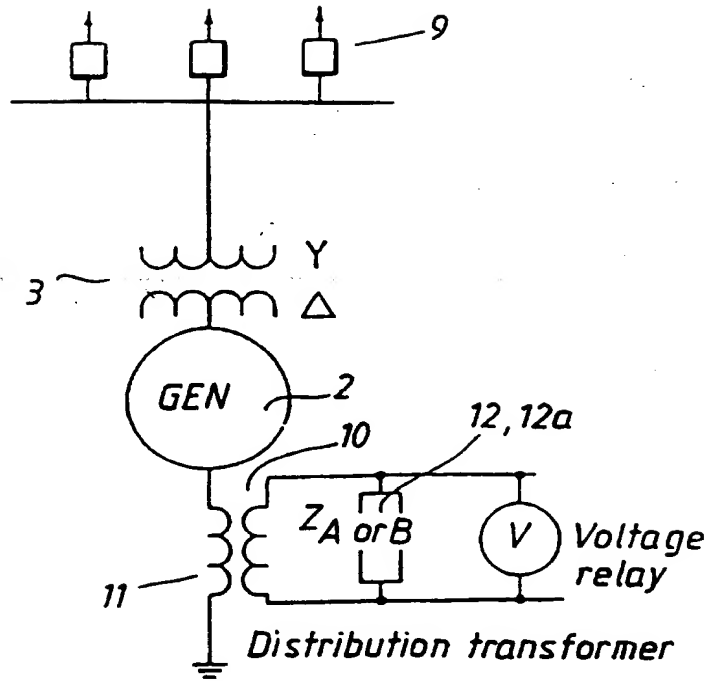 9
Y
3
Δ
GEN
2
10
12, 12a
Z_A or B
V
Voltage
relay
11
Distribution transformer